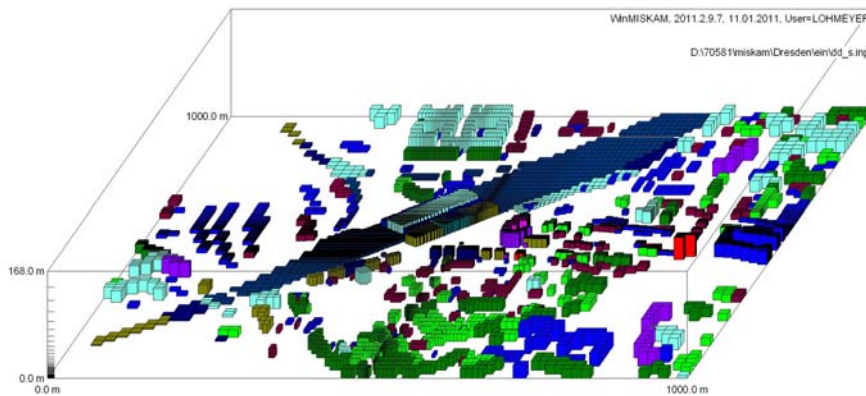 WinMISKAM, 2011.2.9.7, 11.01.2011, User=LOHMEYER
D:\70581\miskam\Dresden\ein\dd_s.inp
1000.0 m
168.0 m
0.0 m
0.0 m
1000.0 m